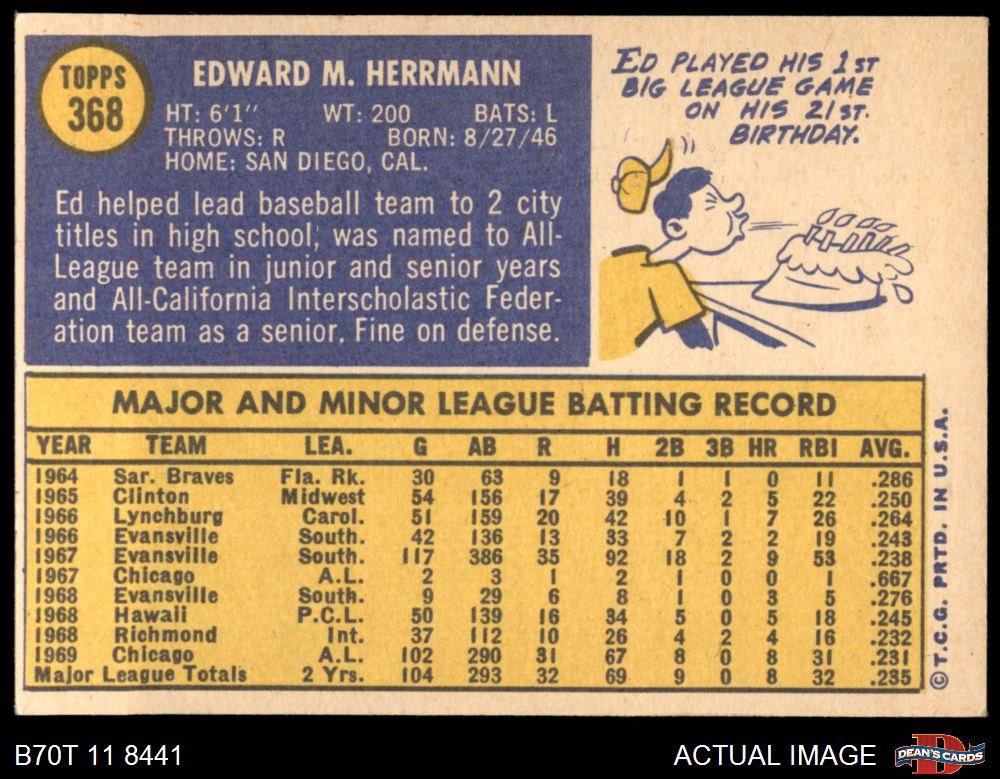 TOPPS
368
EDWARD M. HERRMANN
HT: 6'1" WT: 200 BATS: L
THROWS: R BORN: 8/27/46
HOME: SAN DIEGO, CAL.
Ed helped lead baseball team to 2 city
titles in high school; was named to All-
League team in junior and senior years
and All-California Interscholastic Feder-
ation team as a senior. Fine on defense.
ED PLAYED HIS 1ST
BIG LEAGUE GAME
ON HIS 21ST.
BIRTHDAY.
MAJOR AND MINOR LEAGUE BATTING RECORD
YEAR TEAM LEA. G AB R H 2B 3B HR RBI AVG.
1964 Sar. Braves Fla. Rk. 30 63 9 18 1 1 0 11 .286
1965 Clinton Midwest 54 156 17 39 4 2 5 22 .250
1966 Lynchburg Carol. 51 159 20 42 10 1 7 26 .264
1966 Evansville South. 42 136 13 33 7 2 2 19 .243
1967 Evansville South. 117 386 35 92 18 2 9 53 .238
1967 Chicago A.L. 2 3 1 2 1 0 0 1 .667
1968 Evansville South. 9 29 6 8 1 0 3 5 .276
1968 Hawaii P.C.L. 50 139 16 34 5 0 5 18 .245
1968 Richmond Int. 37 112 10 26 4 2 4 16 .232
1969 Chicago A.L. 102 290 31 67 8 0 8 31 .231
Major League Totals 2 Yrs. 104 293 32 69 9 0 8 32 .235
©T.C.G. PRTD. IN U.S.A.
B70T 11 8441
ACTUAL IMAGE
DEAN'S CARDS